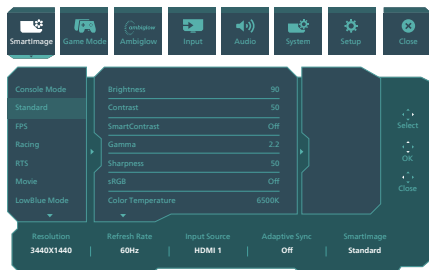 ambiglow
SmartImage Game Mode Ambiglow Input Audio System Setup Close
Console Mode Brightness 90
Standard Contrast 50
FPS SmartContrast Off
Select
Racing Gamma 2.2
RTS Sharpness 50
OK
Movie sRGB Off
Close
LowBlue Mode Color Temperature 6500K
Resolution Refresh Rate Input Source Adaptive Sync SmartImage
3440X1440 60Hz HDMI 1 Off Standard